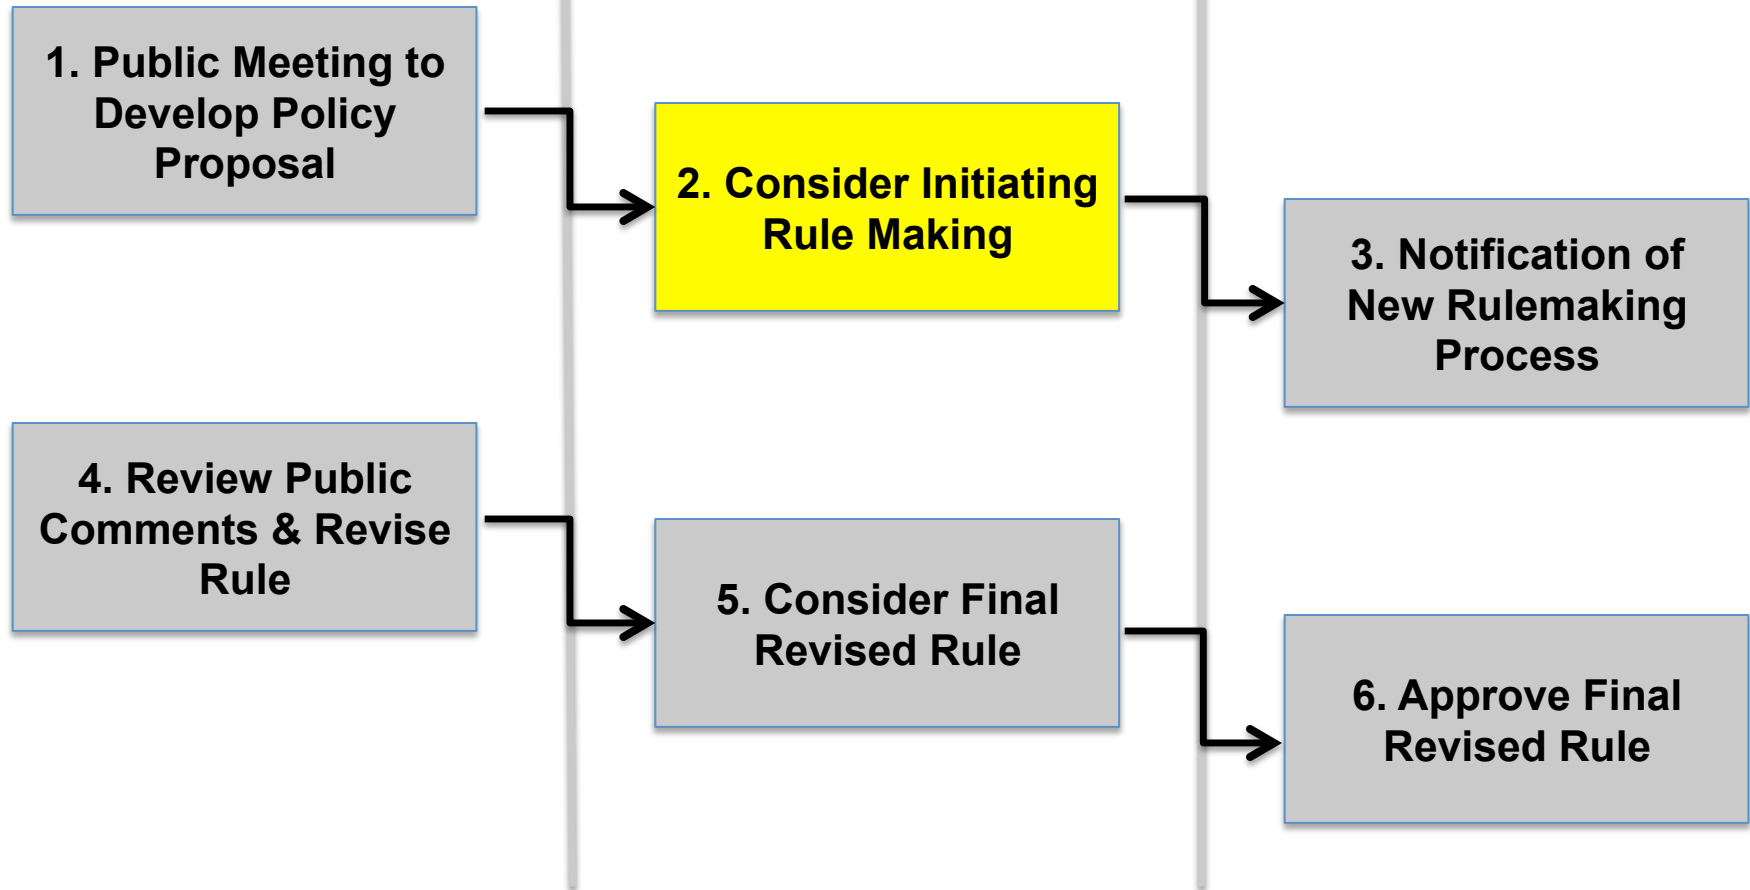 1. Public Meeting to
Develop Policy
Proposal
2. Consider Initiating
Rule Making
3. Notification of
New Rulemaking
Process
4. Review Public
Comments & Revise
Rule
5. Consider Final
Revised Rule
6. Approve Final
Revised Rule